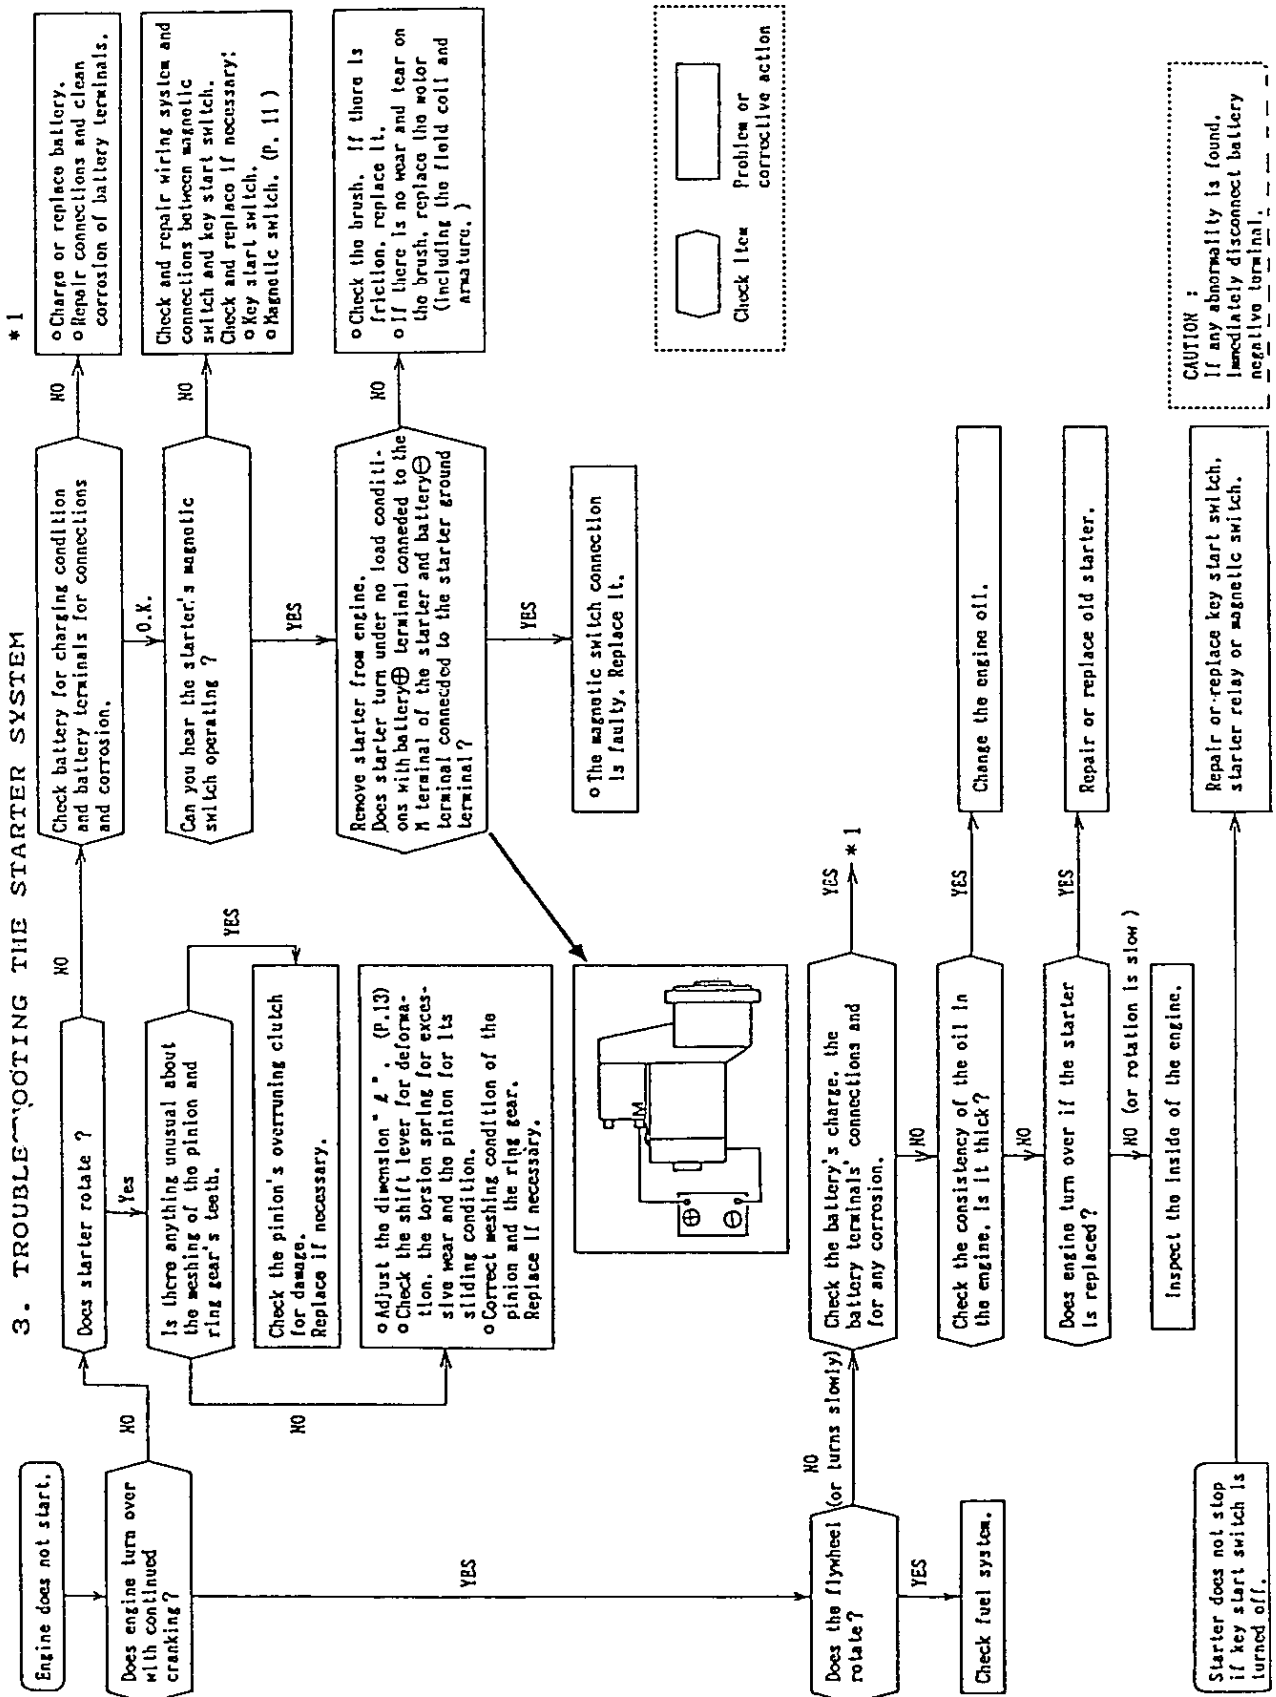 3. TROUBLE OOTING THE STARTER SYSTEM
Engine does not start.
Does engine turn over
with continued
cranking?
NO
Does starter rotate ?
NO
Yes
Is there anything unusual about
the meshing of the pinion and
ring gear's teeth.
YES
Check the pinion's overruning clutch
for damage.
Replace if necessary.
NO
o Adjust the dimension" ℓ ". (P.13)
o Check the shift lever for deforma-
tion, the torsion spring for exces-
sive wear and the pinion for its
sliding condition.
o Correct meshing condition of the
pinion and the ring gear.
Replace if necessary.
Check battery for charging condition
and battery terminals for connections
and corrosion.
NO
*1
o Charge or replace battery.
o Repair connections and clean
corrosion of battery terminals.
O.K.
Can you hear the starter's magnetic
switch operating ?
NO
Check and repair wiring system and
connections between magnetic
switch and key start switch.
Check and replace if necessary:
o Key start switch.
o Magnetic switch. (P. 11 )
YES
Remove starter from engine.
Does starter turn under no load conditi-
ons with battery⊕ terminal conneded to the
M terminal of the starter and battery⊖
terminal connected to the starter ground
terminal?
NO
o Check the brush. If there is
friction, replace it.
o If there is no wear and tear on
the brush, replace the motor
(including the field coil and
armature. )
YES
o The magnetic switch connection
is faulty. Replace it.
M
⊕
⊖
Check item
Problem or
corrective action
YES
Does the flywheel
rotate?
NO
(or turns slowly)
YES
Check fuel system.
Check the battery's charge, the
battery terminals' connections and
for any corrosion.
YES
*1
NO
Check the consistency of the oil in
the engine. Is it thick?
YES
Change the engine oil.
NO
Does engine turn over if the starter
is replaced?
YES
Repair or replace old starter.
NO (or rotation is slow )
Inspect the inside of the engine.
Starter does not stop
if key start switch is
turned off.
Repair or replace key start switch,
starter relay or magnetic switch.
CAUTION :
If any abnormality is found,
immediately disconnect battery
negative terminal.